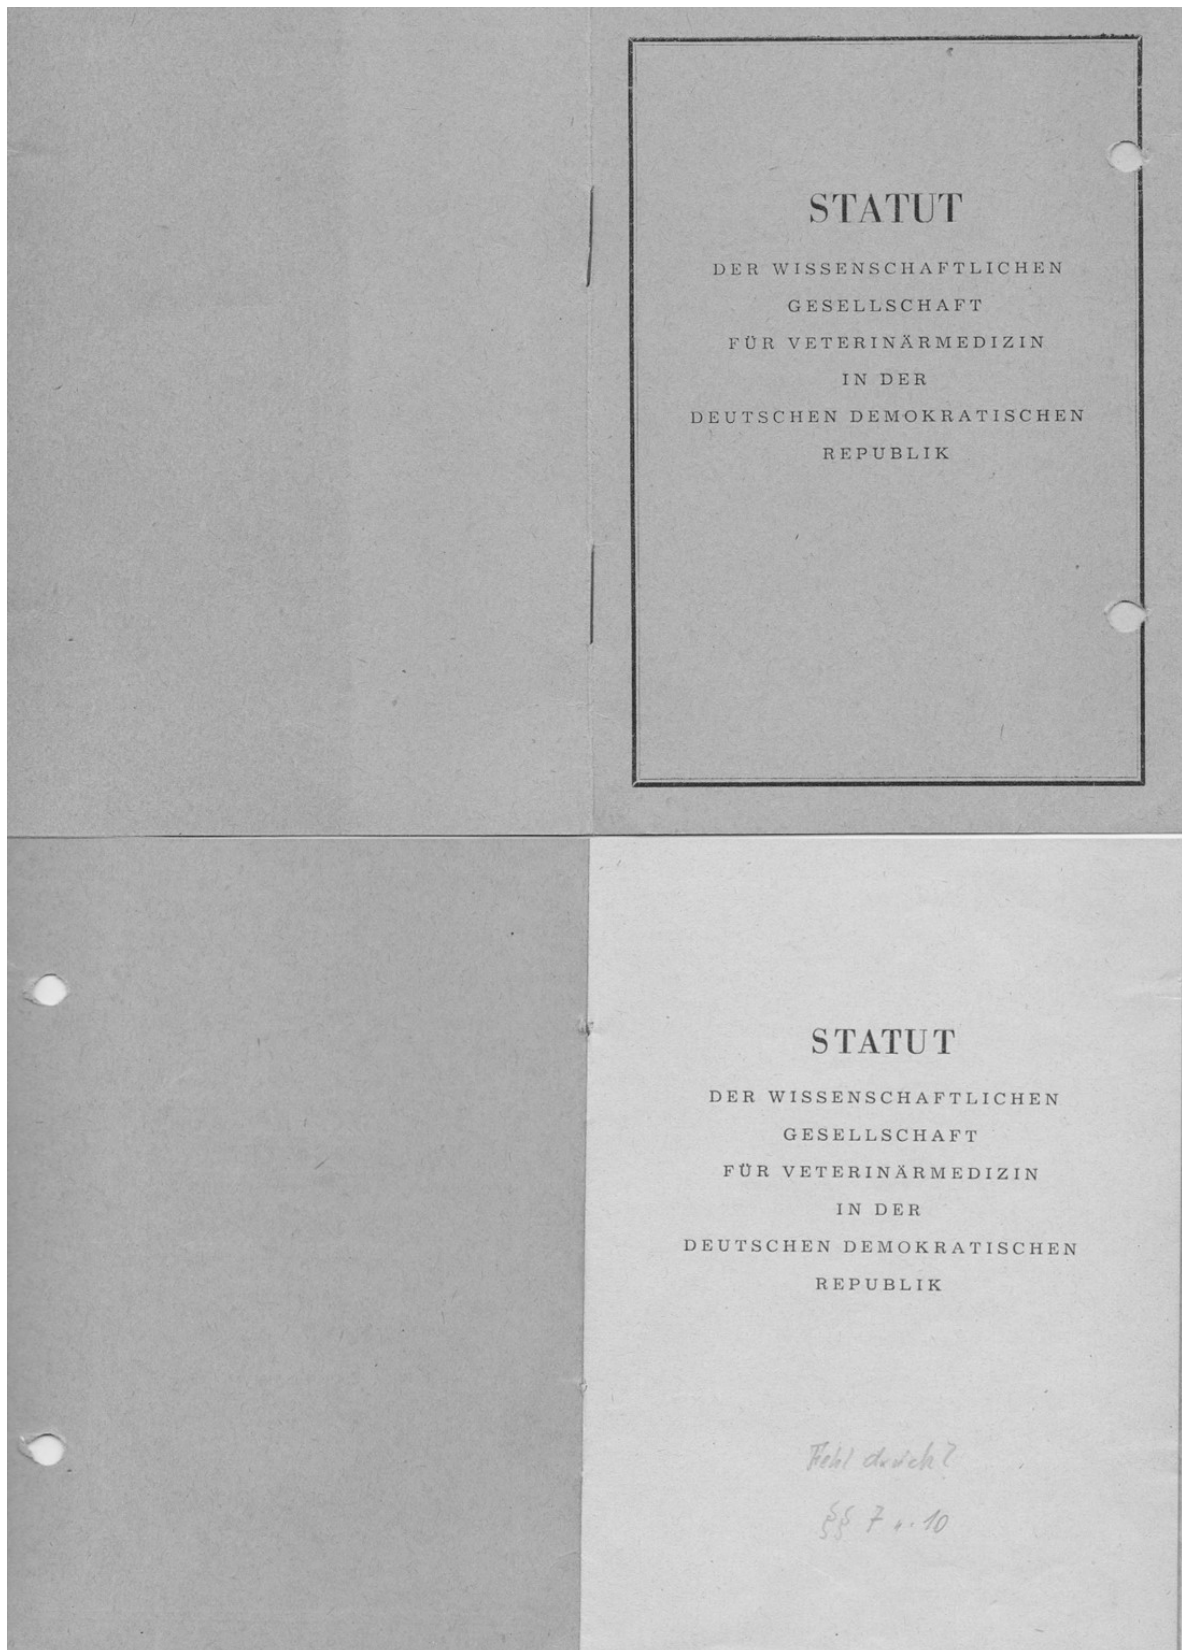 STATUT
DER WISSENSCHAFTLICHEN
GESELLSCHAFT
FÜR VETERINÄRMEDIZIN
IN DER
DEUTSCHEN DEMOKRATISCHEN
REPUBLIK
STATUT
DER WISSENSCHAFTLICHEN
GESELLSCHAFT
FÜR VETERINÄRMEDIZIN
IN DER
DEUTSCHEN DEMOKRATISCHEN
REPUBLIK
Fehldruck?
§§ 7 u. 10